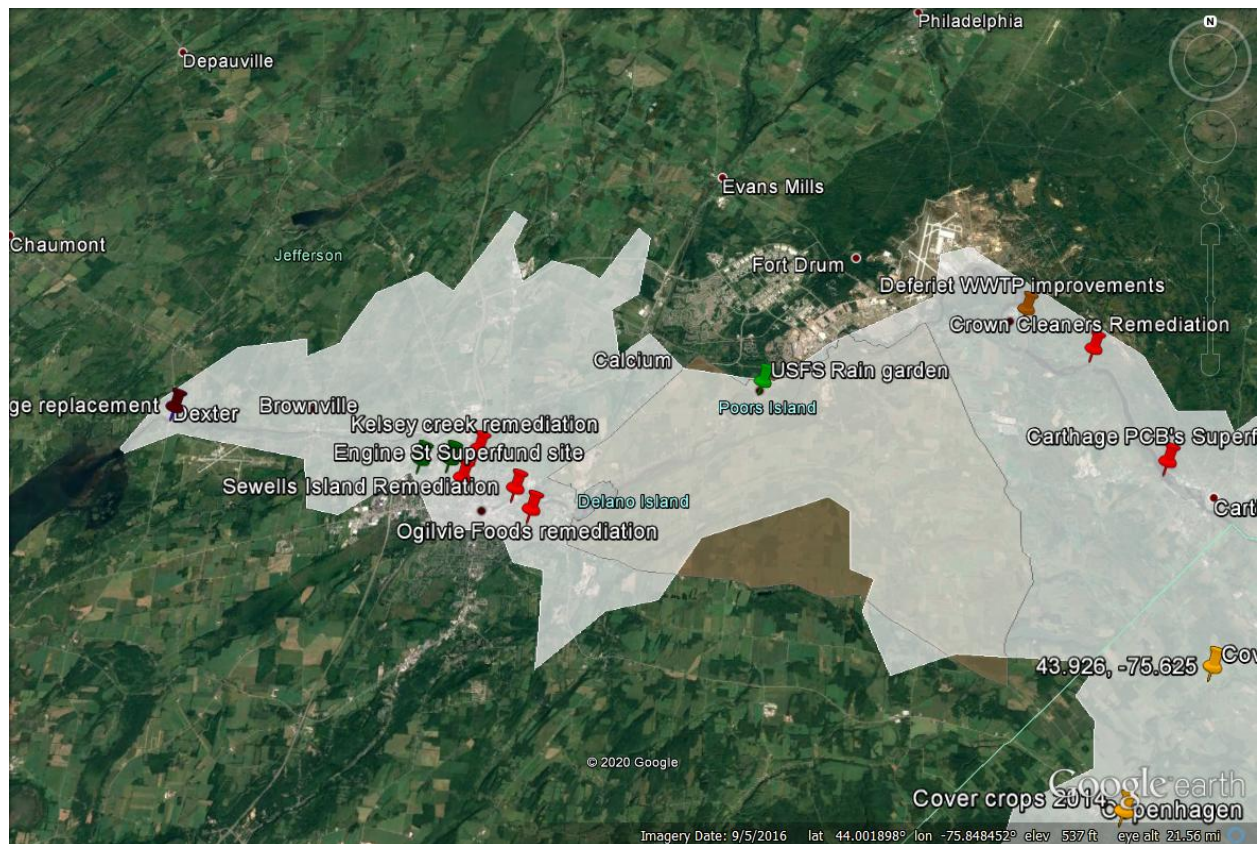 N
Philadelphia
Depauville
Evans Mills
Chaumont
Jefferson
Fort Drum
Deferiet WWTP improvements
Crown Cleaners Remediation
Calcium
USFS Rain garden
Poors Island
ge replacement
Dexter
Brownville
Kelsey creek remediation
Engine St Superfund site
Carthage PCB's Superf
Sewells Island Remediation
Delano Island
Cart
Ogilvie Foods remediation
43.926, -75.625
Cov
© 2020 Google
Google earth
Cover crops 2014
Copenhagen
Imagery Date: 9/5/2016 lat 44.001898° lon -75.848452° elev 537 ft eye alt 21.56 mi